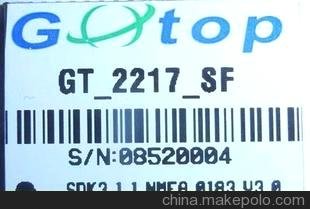 Gotop
GT_2217_SF
S/N:08520004
SDK2.1.1 NMEA 0183 V3.0
china.makepolo.com